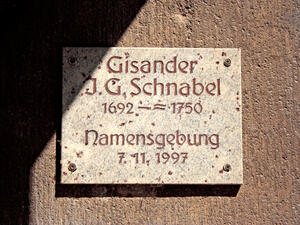 Gisander
J. G. Schnabel
1692 – ≈ 1750
Namensgebung
7. 11. 1997